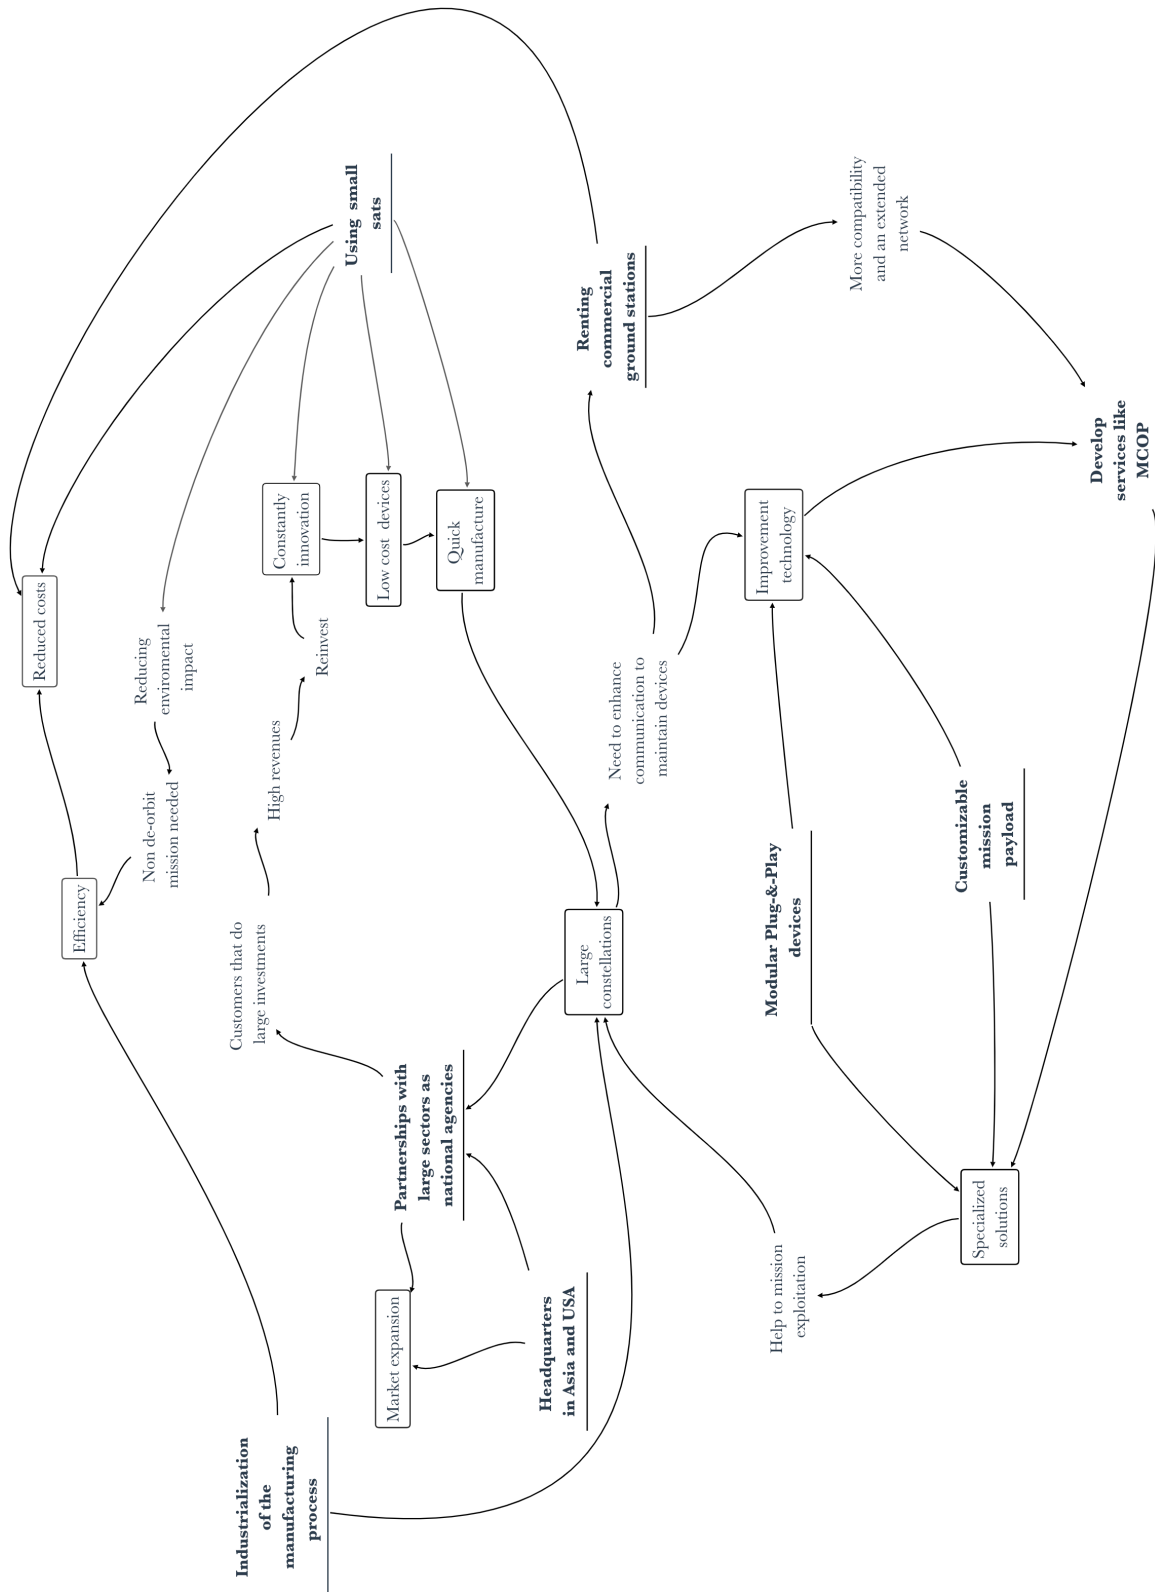 Industrialization
of the
manufacturing
process
Efficiency
Reduced costs
Non de-orbit
mission needed
Reducing
enviromental
impact
Customers that do
large investments
High revenues
Reinvest
Constantly
innovation
Low cost devices
Quick
manufacture
Using small
sats
Market expansion
Partnerships with
large sectors as
national agencies
Headquarters
in Asia and USA
Large
constellations
Need to enhance
communication to
maintain devices
Renting
commercial
ground stations
Help to mission
exploitation
Modular Plug-&-Play
devices
Improvement
technology
More compatibility
and an extended
network
Specialized
solutions
Customizable
mission
payload
Develop
services like
MCOP